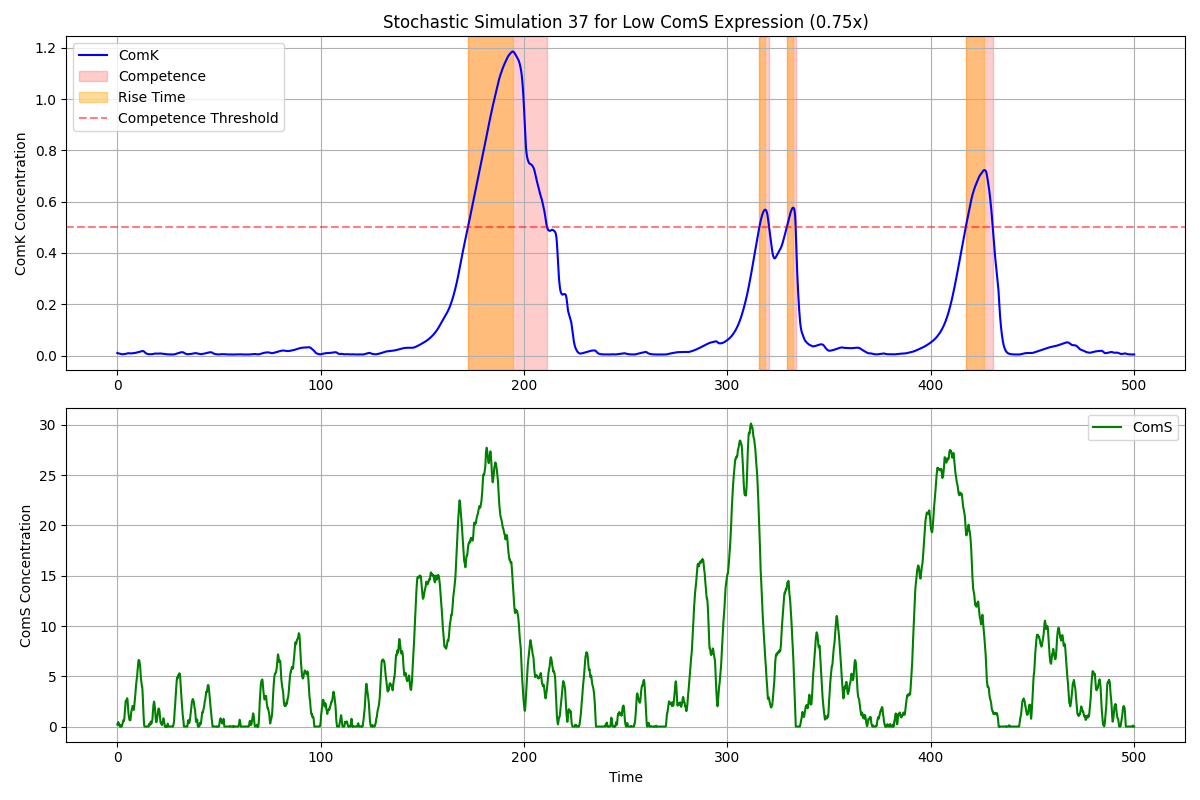 Stochastic Simulation 37 for Low ComS Expression (0.75x)
ComK Concentration
1.2
1.0
0.8
0.6
0.4
0.2
0.0
ComK
Competence
Rise Time
Competence Threshold
0 100 200 300 400 500
ComS Concentration
30
25
20
15
10
5
0
ComS
0 100 200 300 400 500
Time